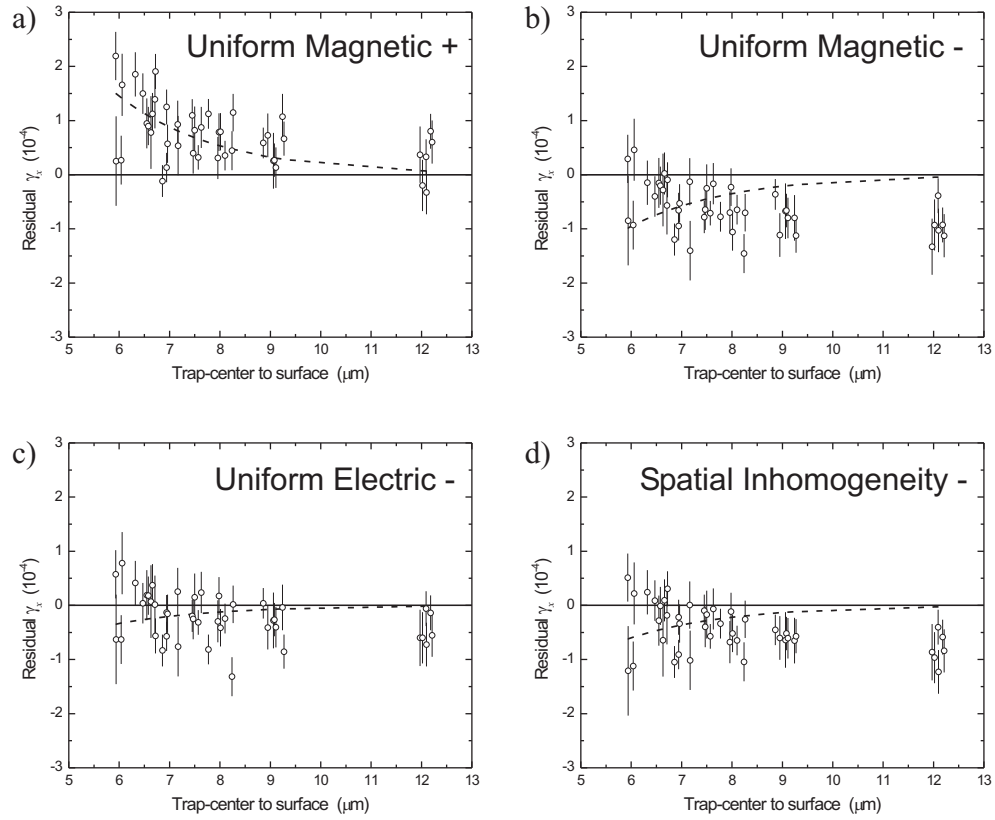 a)
Uniform Magnetic +
3
2
1
0
-1
-2
-3
Residual γx (10-4)
5 6 7 8 9 10 11 12 13
Trap-center to surface (μm)
b)
Uniform Magnetic -
3
2
1
0
-1
-2
-3
Residual γx (10-4)
5 6 7 8 9 10 11 12 13
Trap-center to surface (μm)
c)
Uniform Electric -
3
2
1
0
-1
-2
-3
Residual γx (10-4)
5 6 7 8 9 10 11 12 13
Trap-center to surface (μm)
d)
Spatial Inhomogeneity -
3
2
1
0
-1
-2
-3
Residual γx (10-4)
5 6 7 8 9 10 11 12 13
Trap-center to surface (μm)